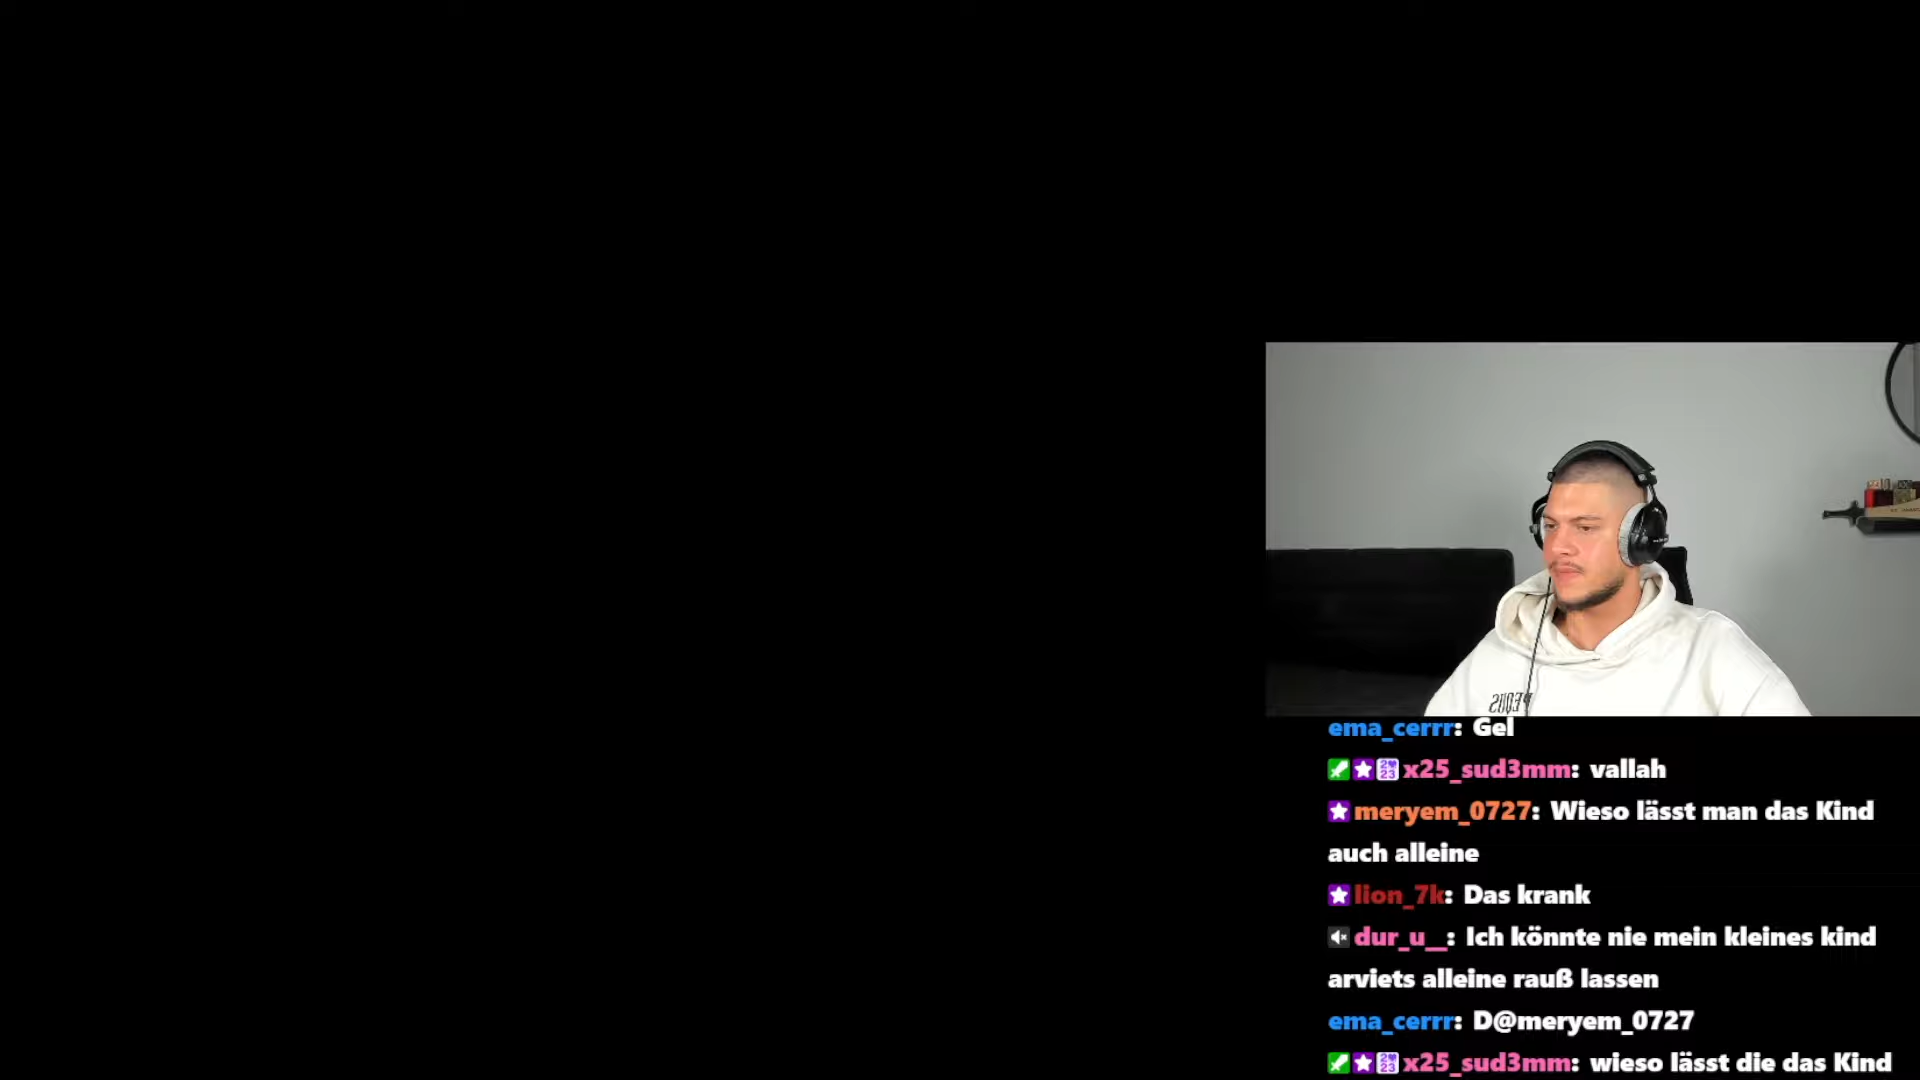 ema_cerrr: Gel
x25_sud3mm: vallah
meryem_0727: Wieso lässt man das Kind
auch alleine
lion_7k: Das krank
dur_u__: Ich könnte nie mein kleines kind
arviets alleine rauß lassen
ema_cerrr: D@meryem_0727
x25_sud3mm: wieso lässt die das Kind